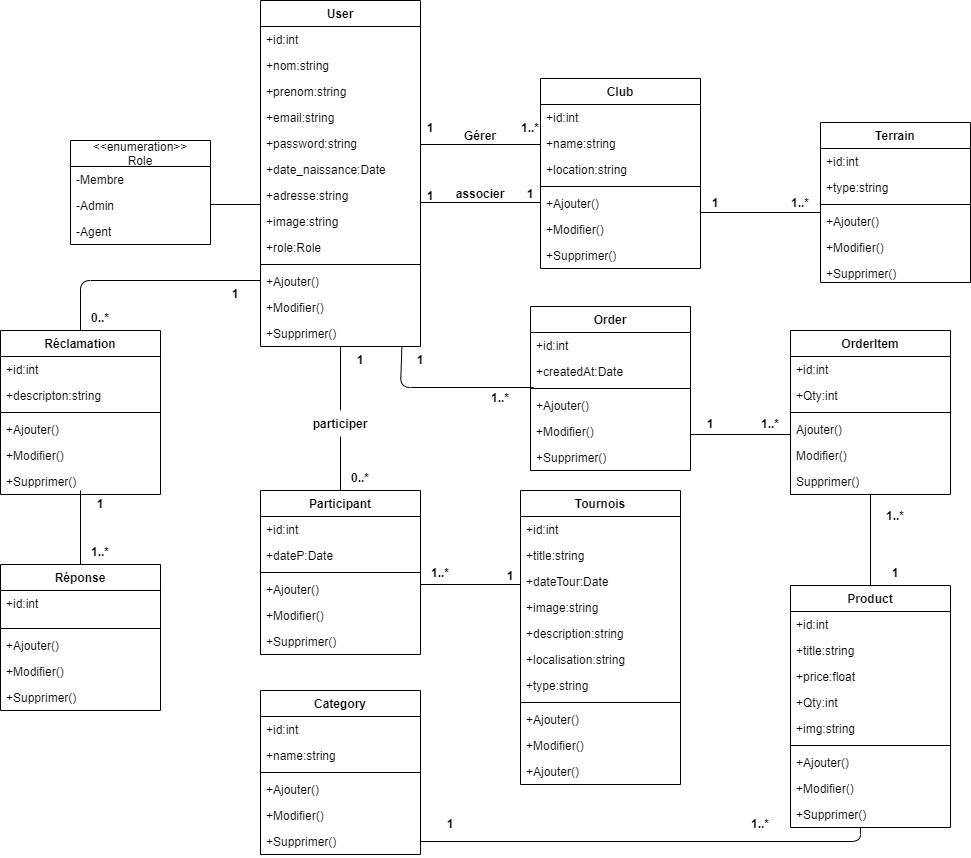 User
+id:int
+nom:string
+prenom:string
+email:string
+password:string
+date_naissance:Date
+adresse:string
+image:string
+role:Role
+Ajouter()
+Modifier()
+Supprimer()
<<enumeration>>
Role
-Membre
-Admin
-Agent
1
Gérer
1..*
1
associer
1
Club
+id:int
+name:string
+location:string
+Ajouter()
+Modifier()
+Supprimer()
1
1..*
Terrain
+id:int
+type:string
+Ajouter()
+Modifier()
+Supprimer()
1
0..*
Réclamation
+id:int
+descripton:string
+Ajouter()
+Modifier()
+Supprimer()
1
1..*
Réponse
+id:int
+Ajouter()
+Modifier()
+Supprimer()
1
participer
0..*
1
1..*
Order
+id:int
+createdAt:Date
+Ajouter()
+Modifier()
+Supprimer()
1
1..*
OrderItem
+id:int
+Qty:int
Ajouter()
Modifier()
Supprimer()
1..*
1
Participant
+id:int
+dateP:Date
+Ajouter()
+Modifier()
+Supprimer()
1..*
1
Tournois
+id:int
+title:string
+dateTour:Date
+image:string
+description:string
+localisation:string
+type:string
+Ajouter()
+Modifier()
+Ajouter()
Product
+id:int
+title:string
+price:float
+Qty:int
+img:string
+Ajouter()
+Modifier()
+Supprimer()
Category
+id:int
+name:string
+Ajouter()
+Modifier()
+Supprimer()
1
1..*